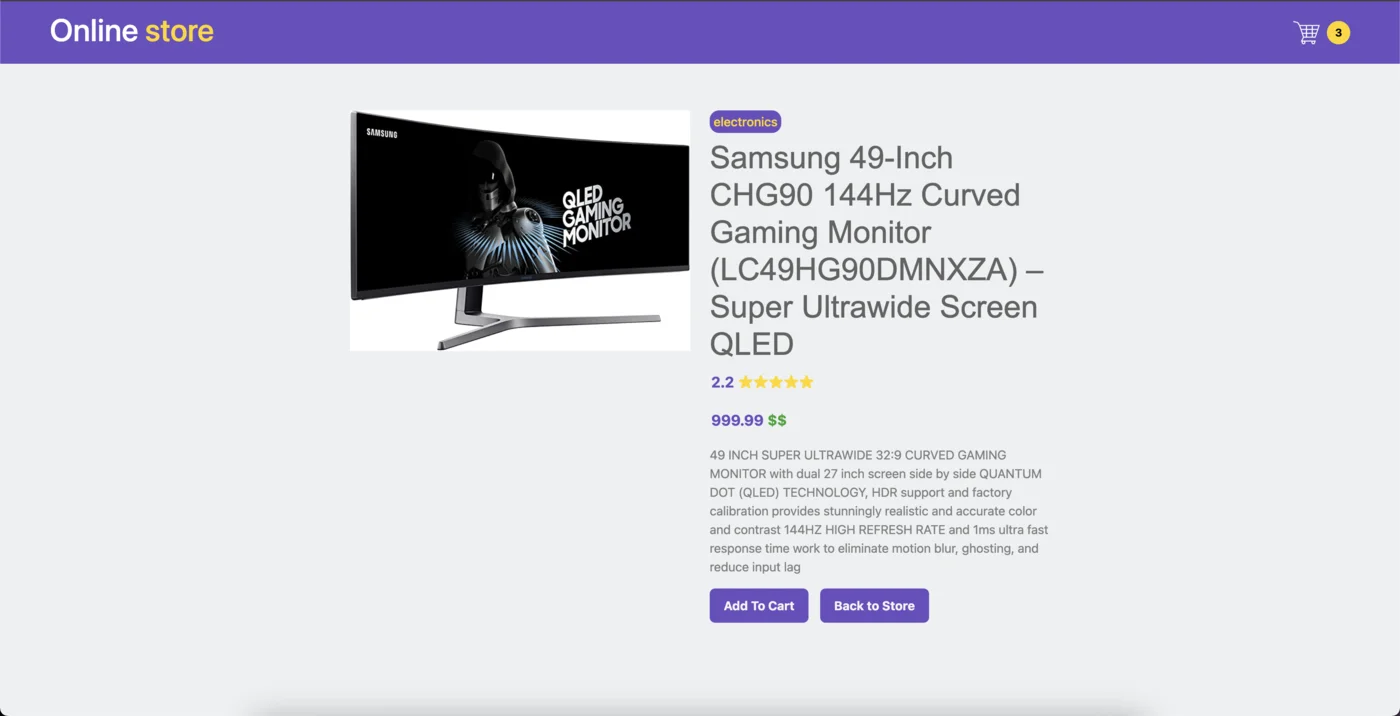 Online store
3
SAMSUNG
QLED
GAMING
MONITOR
electronics
Samsung 49-Inch
CHG90 144Hz Curved
Gaming Monitor
(LC49HG90DMNXZA) –
Super Ultrawide Screen
QLED
2.2 ⭐⭐⭐⭐⭐
999.99 $$
49 INCH SUPER ULTRAWIDE 32:9 CURVED GAMING
MONITOR with dual 27 inch screen side by side QUANTUM
DOT (QLED) TECHNOLOGY, HDR support and factory
calibration provides stunningly realistic and accurate color
and contrast 144HZ HIGH REFRESH RATE and 1ms ultra fast
response time work to eliminate motion blur, ghosting, and
reduce input lag
Add To Cart
Back to Store